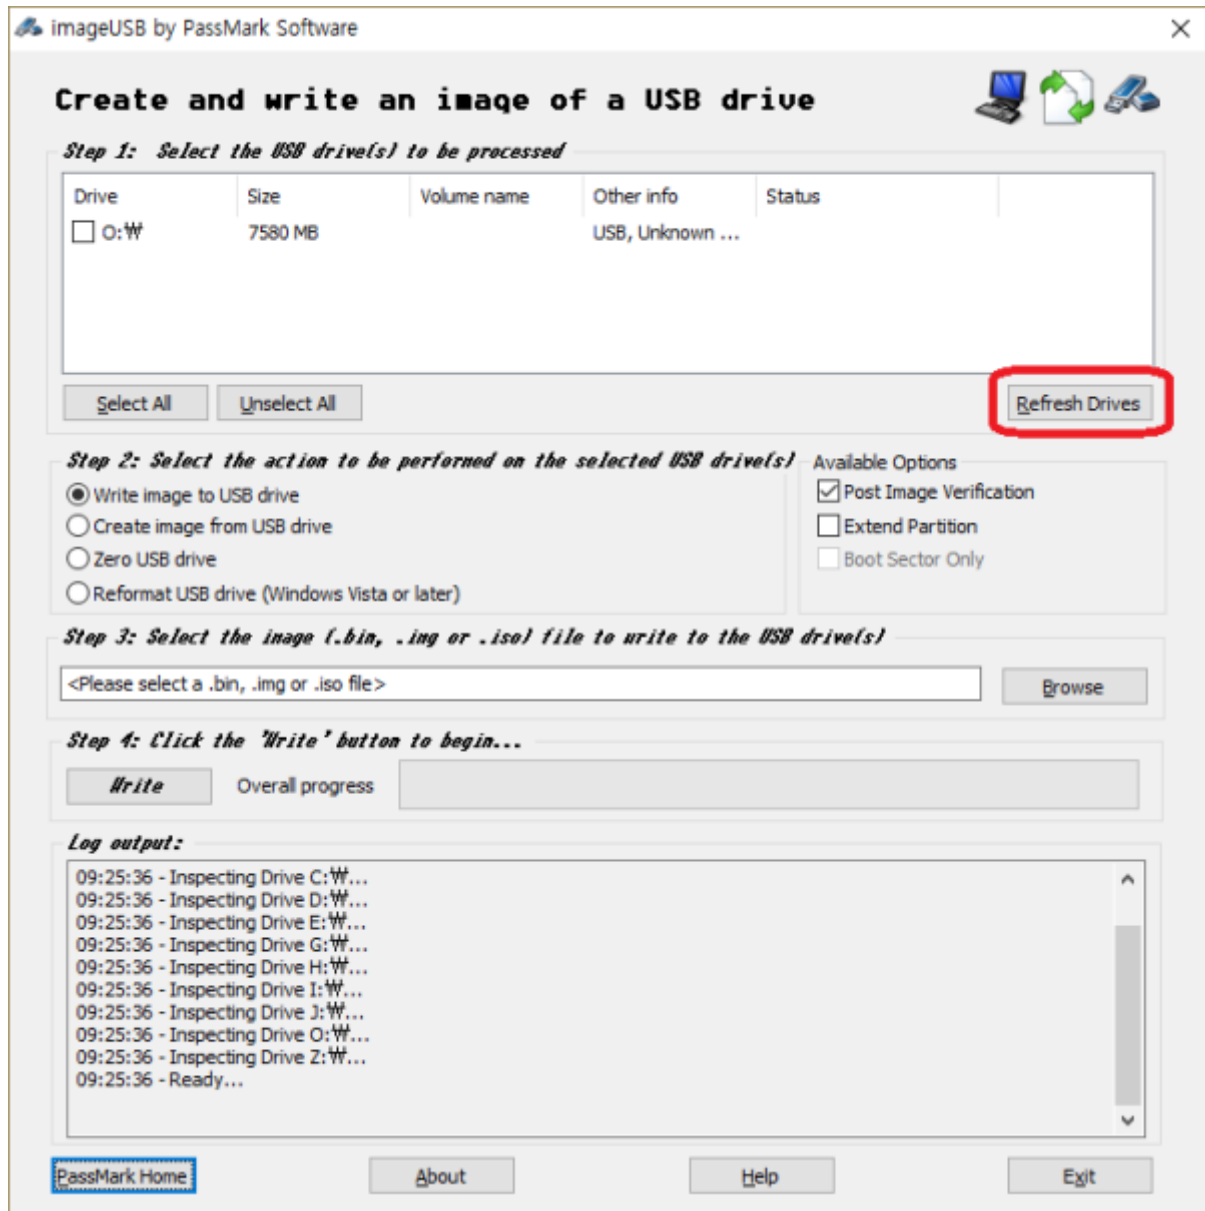 imageUSB by PassMark Software
Create and write an image of a USB drive
Step 1: Select the USB drive(s) to be processed
Drive Size Volume name Other info Status
O:₩ 7580 MB USB, Unknown ...
Select All Unselect All Refresh Drives
Step 2: Select the action to be performed on the selected USB drive(s) Available Options
Write image to USB drive Post Image Verification
Create image from USB drive Extend Partition
Zero USB drive Boot Sector Only
Reformat USB drive (Windows Vista or later)
Step 3: Select the image (.bin, .img or .iso) file to write to the USB drive(s)
<Please select a .bin, .img or .iso file> Browse
Step 4: Click the 'Write' button to begin...
Write Overall progress
Log output:
09:25:36 - Inspecting Drive C:₩...
09:25:36 - Inspecting Drive D:₩...
09:25:36 - Inspecting Drive E:₩...
09:25:36 - Inspecting Drive G:₩...
09:25:36 - Inspecting Drive H:₩...
09:25:36 - Inspecting Drive I:₩...
09:25:36 - Inspecting Drive J:₩...
09:25:36 - Inspecting Drive O:₩...
09:25:36 - Inspecting Drive Z:₩...
09:25:36 - Ready...
PassMark Home About Help Exit